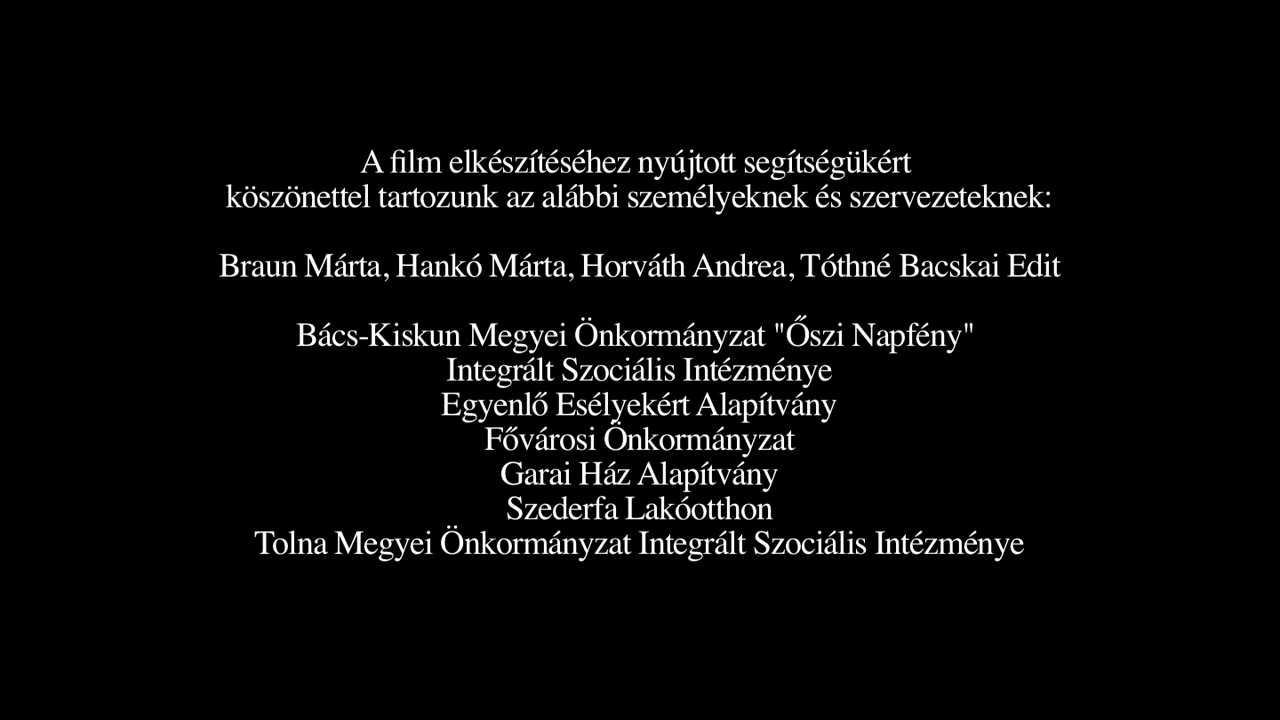 A film elkészítéséhez nyújtott segítségükért
köszönettel tartozunk az alábbi személyeknek és szervezeteknek:
Braun Márta, Hankó Márta, Horváth Andrea, Tóthné Bacskai Edit
Bács-Kiskun Megyei Önkormányzat "Őszi Napfény"
Integrált Szociális Intézménye
Egyenlő Esélyekért Alapítvány
Fővárosi Önkormányzat
Garai Ház Alapítvány
Szederfa Lakóotthon
Tolna Megyei Önkormányzat Integrált Szociális Intézménye